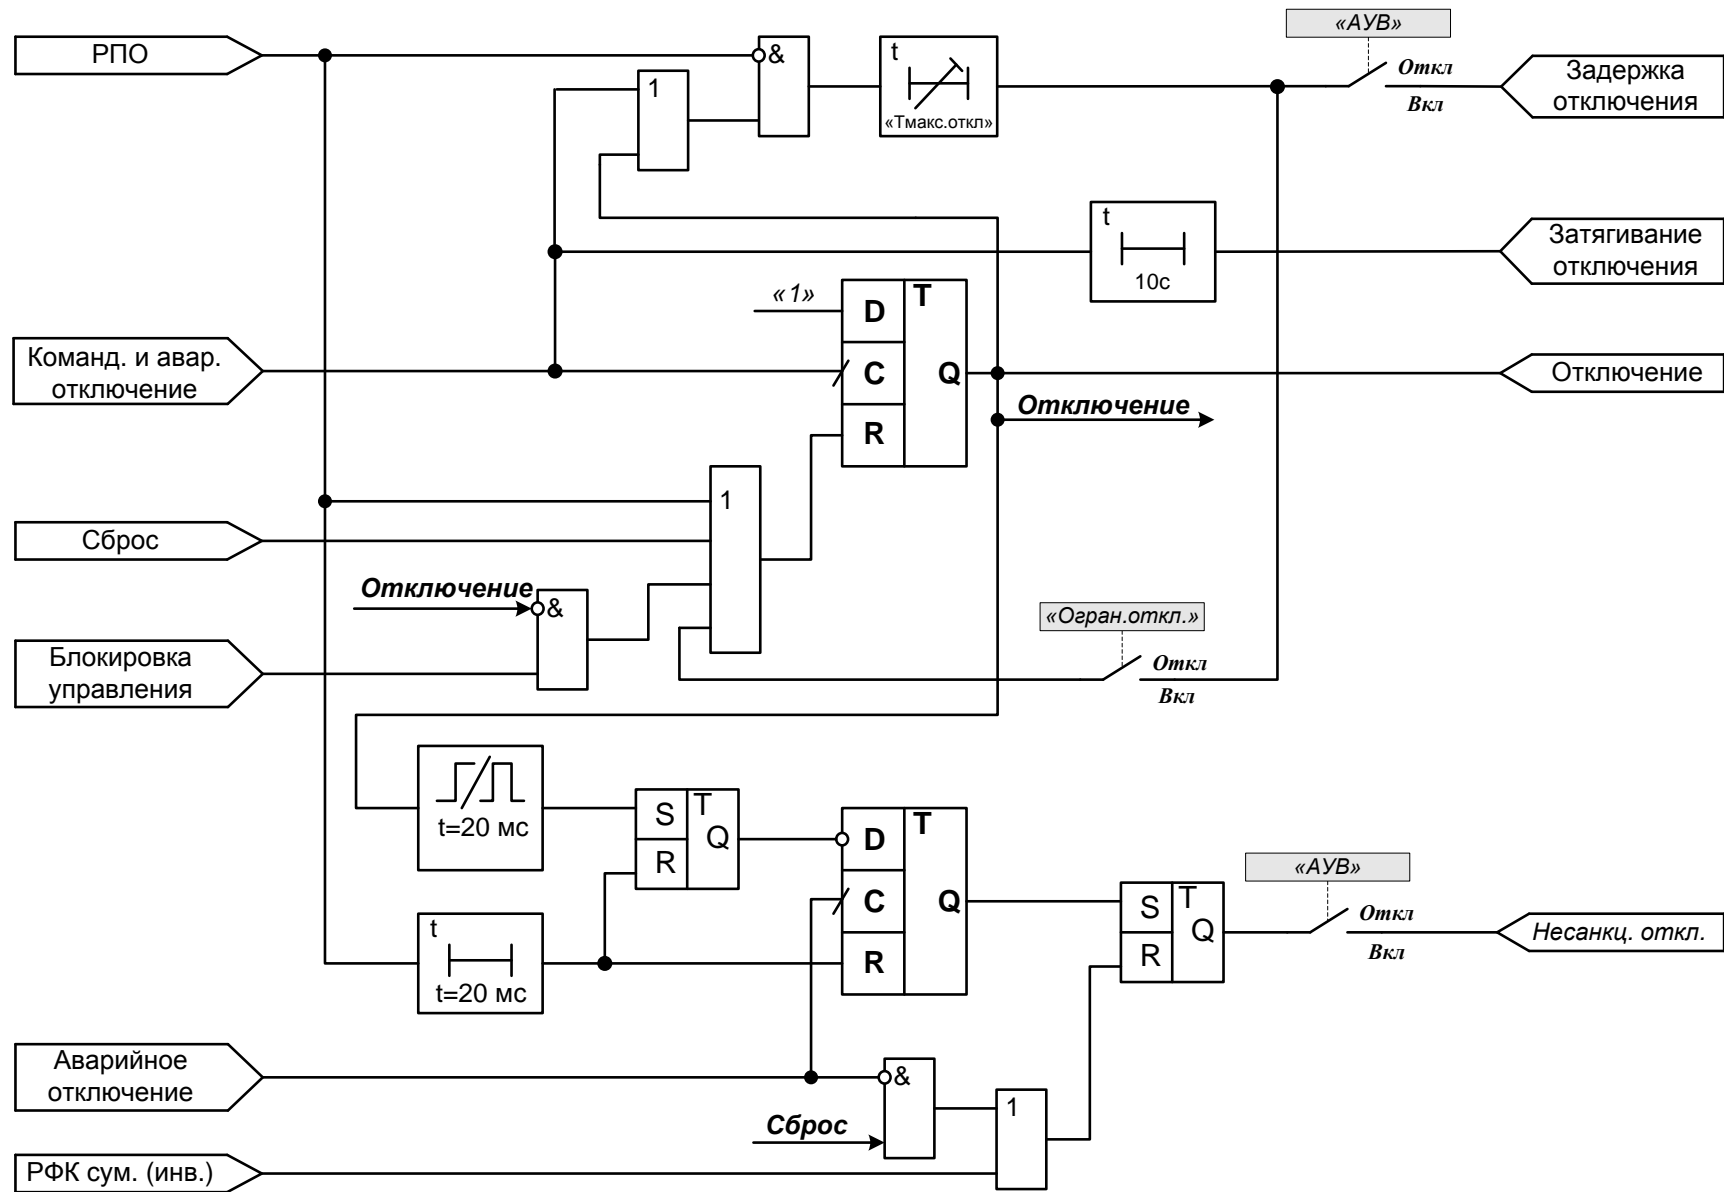 «АУВ»
РПО
&
t
Откл
Вкл
Задержка
отключения
1
«Tмакс.откл»
t
10с
Затягивание
отключения
«1»
D
T
C
Q
R
Команд. и авар.
отключение
Отключение
Отключение
1
Сброс
Отключение
&
Блокировка
управления
«Огран.откл.»
Откл
Вкл
t=20 мс
S
T
Q
R
D
T
C
Q
R
«АУВ»
S
T
Q
R
Откл
Вкл
Несанкц. откл.
t
t=20 мс
Аварийное
отключение
&
Сброс
1
РФК сум. (инв.)